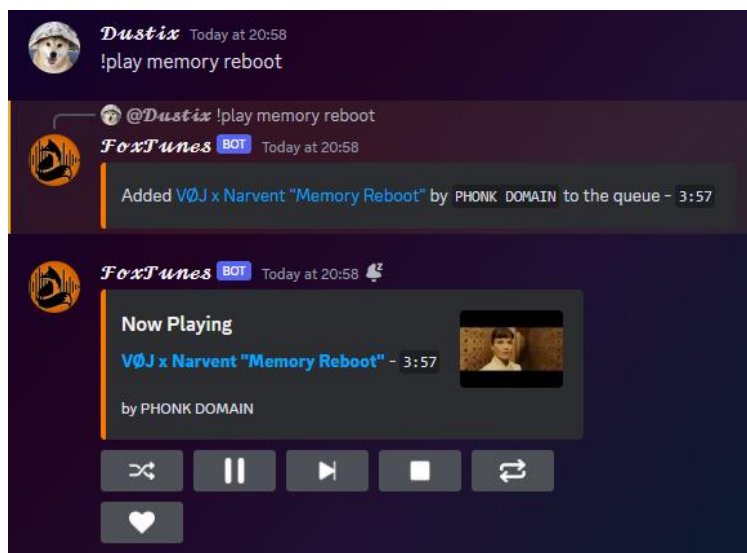 𝓓𝓾𝓼𝓽𝓲𝔁 Today at 20:58
!play memory reboot
@𝓓𝓾𝓼𝓽𝓲𝔁 !play memory reboot
𝓕𝓸𝔁𝓣𝓾𝓷𝓮𝓼 BOT Today at 20:58
Added VØJ x Narvent "Memory Reboot" by PHONK DOMAIN to the queue - 3:57
𝓕𝓸𝔁𝓣𝓾𝓷𝓮𝓼 BOT Today at 20:58
Now Playing
VØJ x Narvent "Memory Reboot" - 3:57
by PHONK DOMAIN